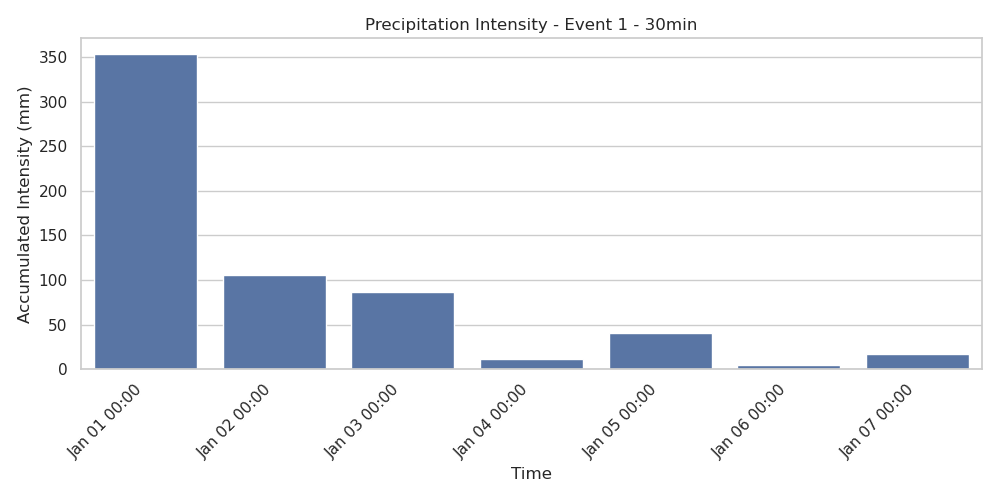 Precipitation Intensity - Event 1 - 30min
Accumulated Intensity (mm)
350
300
250
200
150
100
50
0
Jan 01 00:00
Jan 02 00:00
Jan 03 00:00
Jan 04 00:00
Jan 05 00:00
Jan 06 00:00
Jan 07 00:00
Time